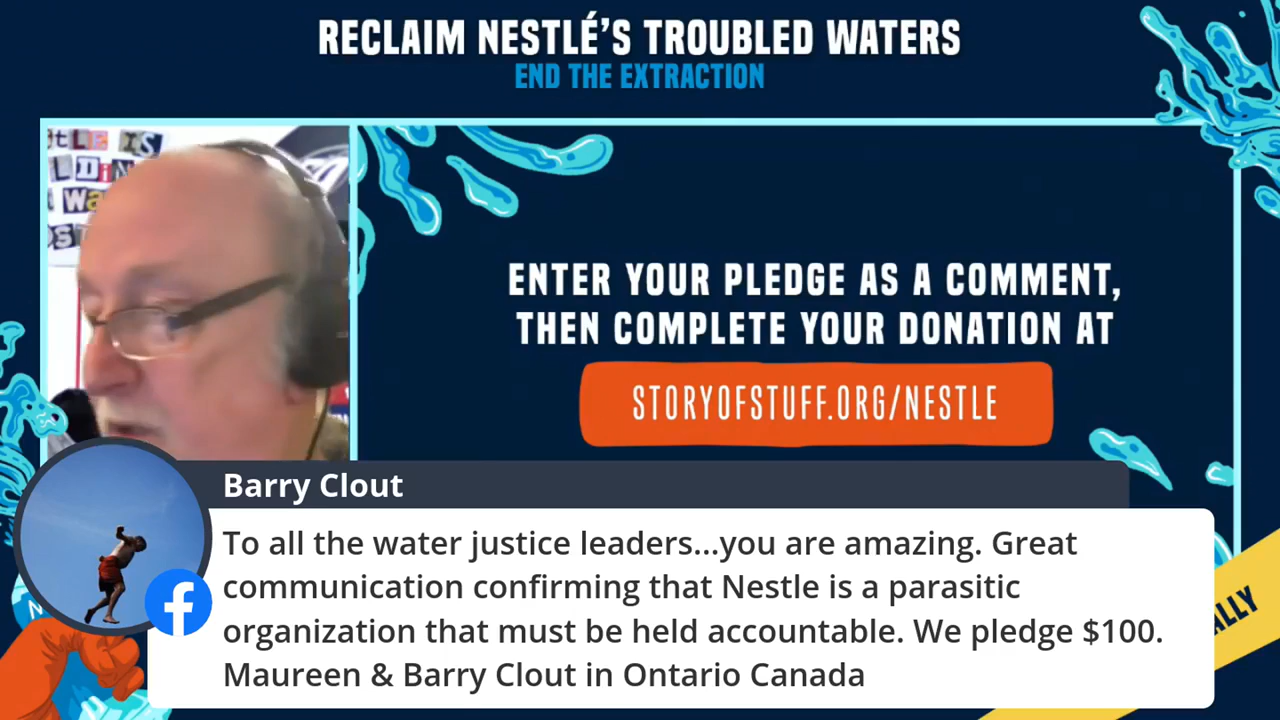 RECLAIM NESTLÉ'S TROUBLED WATERS
END THE EXTRACTION
ENTER YOUR PLEDGE AS A COMMENT,
THEN COMPLETE YOUR DONATION AT
STORYOFSTUFF.ORG/NESTLE
Barry Clout
To all the water justice leaders...you are amazing. Great
communication confirming that Nestle is a parasitic
organization that must be held accountable. We pledge $100.
Maureen & Barry Clout in Ontario Canada